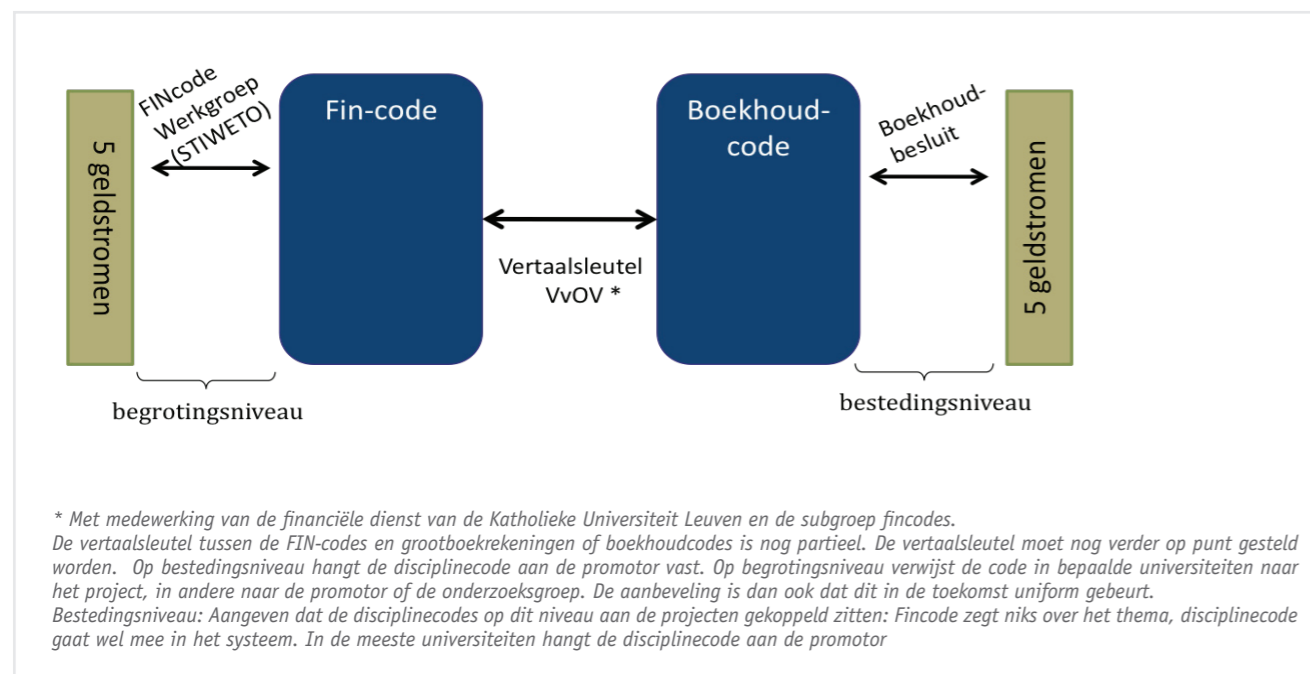 5 geldstromen
FINcode
Werkgroep
(STIWETO)
Fin-code
Vertaalsleutel
VvOV *
Boekhoud-
code
Boekhoud-
besluit
5 geldstromen
begrotingsniveau
bestedingsniveau
* Met medewerking van de financiële dienst van de Katholieke Universiteit Leuven en de subgroep fincodes.
De vertaalsleutel tussen de FIN-codes en grootboekrekeningen of boekhoudcodes is nog partieel. De vertaalsleutel moet nog verder op punt gesteld
worden. Op bestedingsniveau hangt de disciplinecode aan de promotor vast. Op begrotingsniveau verwijst de code in bepaalde universiteiten naar
het project, in andere naar de promotor of de onderzoeksgroep. De aanbeveling is dan ook dat dit in de toekomst uniform gebeurt.
Bestedingsniveau: Aangeven dat de disciplinecodes op dit niveau aan de projecten gekoppeld zitten: Fincode zegt niks over het thema, disciplinecode
gaat wel mee in het systeem. In de meeste universiteiten hangt de disciplinecode aan de promotor